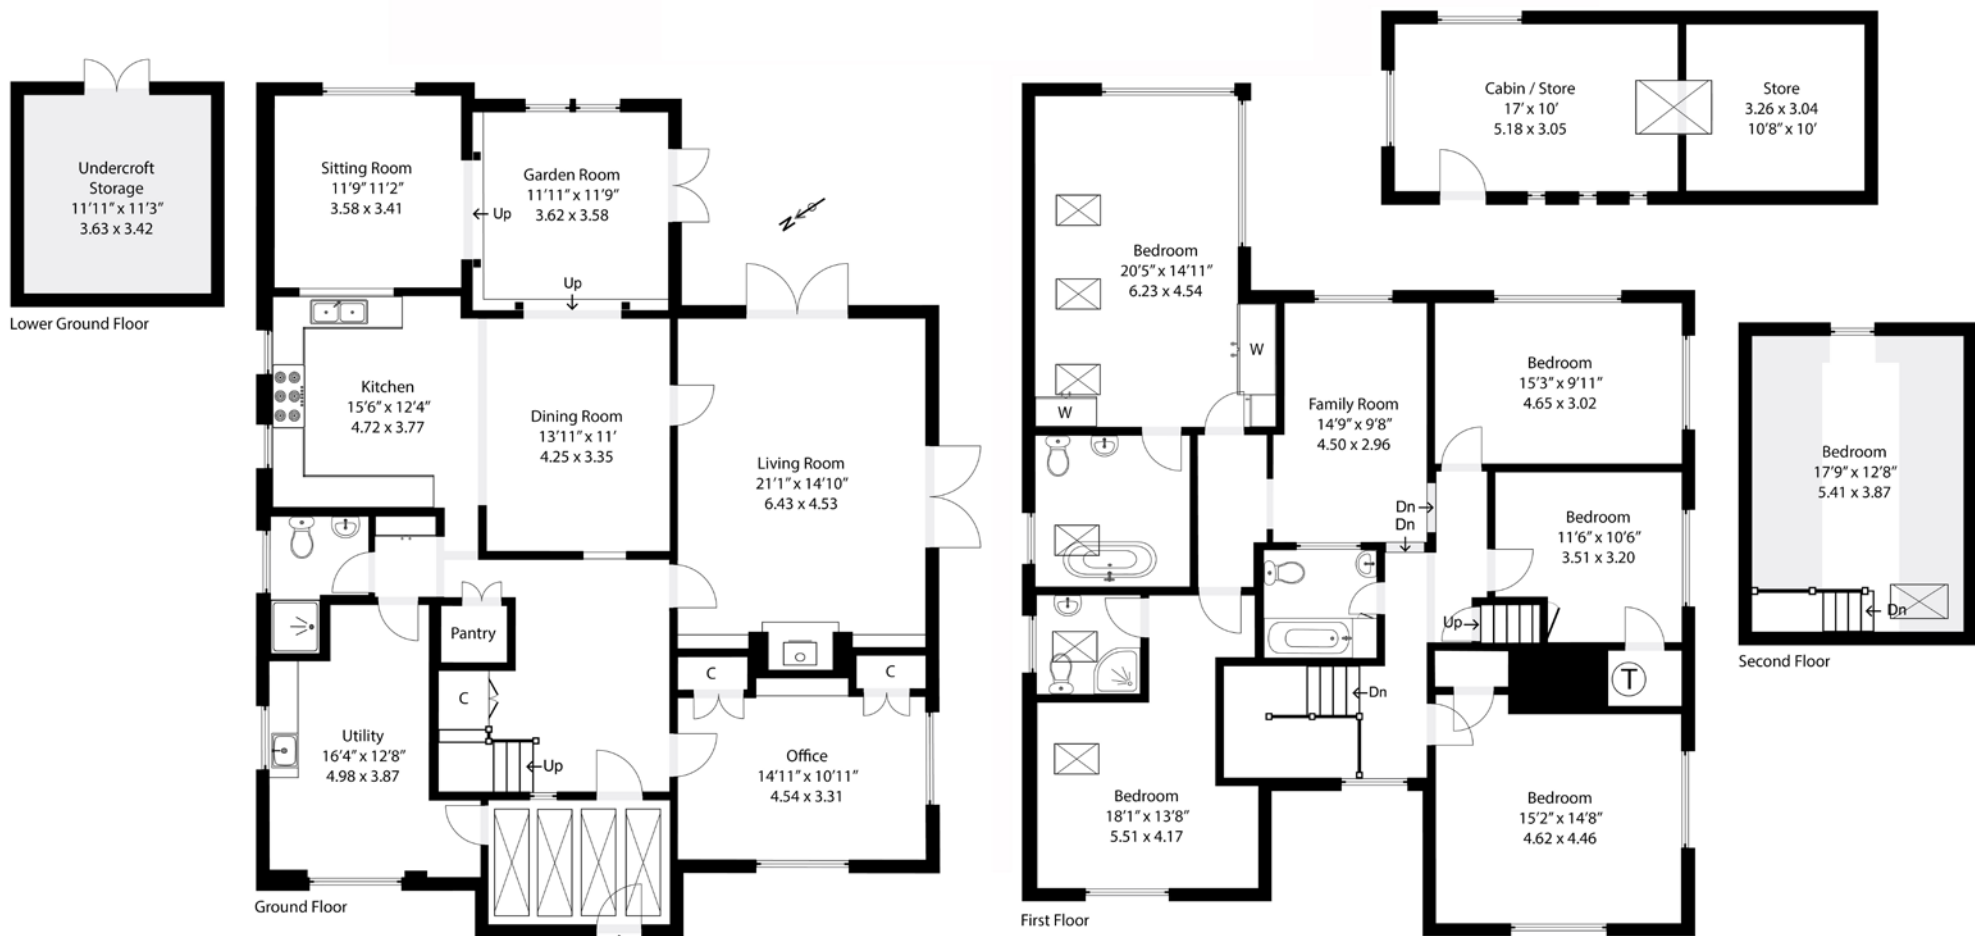 Undercroft
Storage
11'11" x 11'3"
3.63 x 3.42
Lower Ground Floor
Sitting Room
11'9" 11'2"
3.58 x 3.41
Up
Garden Room
11'11" x 11'9"
3.62 x 3.58
Up
N
Kitchen
15'6" x 12'4"
4.72 x 3.77
Dining Room
13'11" x 11'
4.25 x 3.35
Living Room
21'1" x 14'10"
6.43 x 4.53
Pantry
C
C
C
Utility
16'4" x 12'8"
4.98 x 3.87
Up
Office
14'11" x 10'11"
4.54 x 3.31
Ground Floor
Bedroom
20'5" x 14'11"
6.23 x 4.54
W
W
Family Room
14'9" x 9'8"
4.50 x 2.96
Dn
Dn
Bedroom
15'3" x 9'11"
4.65 x 3.02
Bedroom
11'6" x 10'6"
3.51 x 3.20
Up
T
Dn
Bedroom
18'1" x 13'8"
5.51 x 4.17
Bedroom
15'2" x 14'8"
4.62 x 4.46
First Floor
Cabin / Store
17' x 10'
5.18 x 3.05
Store
3.26 x 3.04
10'8" x 10'
Bedroom
17'9" x 12'8"
5.41 x 3.87
Dn
Second Floor